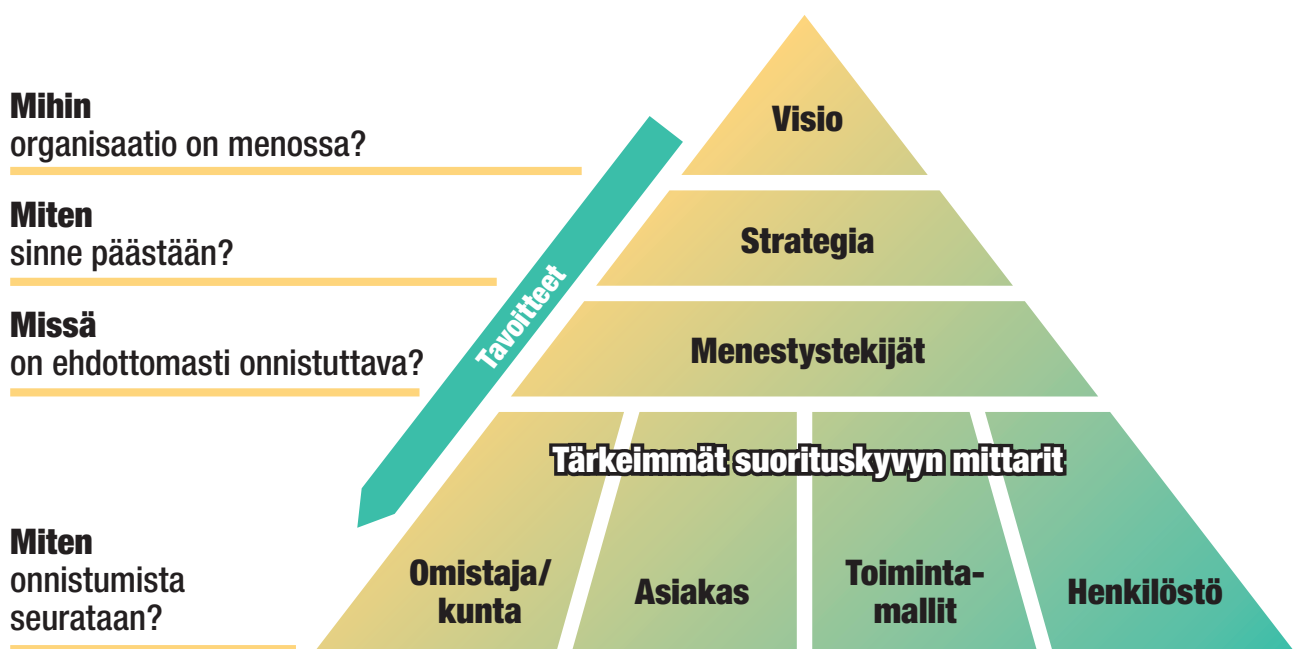 Mihin
organisaatio on menossa?
Miten
sinne päästään?
Missä
on ehdottomasti onnistuttava?
Miten
onnistumista
seurataan?
Tavoitteet
Visio
Strategia
Menestystekijät
Tärkeimmät suorituskyvyn mittarit
Omistaja/
kunta
Asiakas
Toiminta-
mallit
Henkilöstö